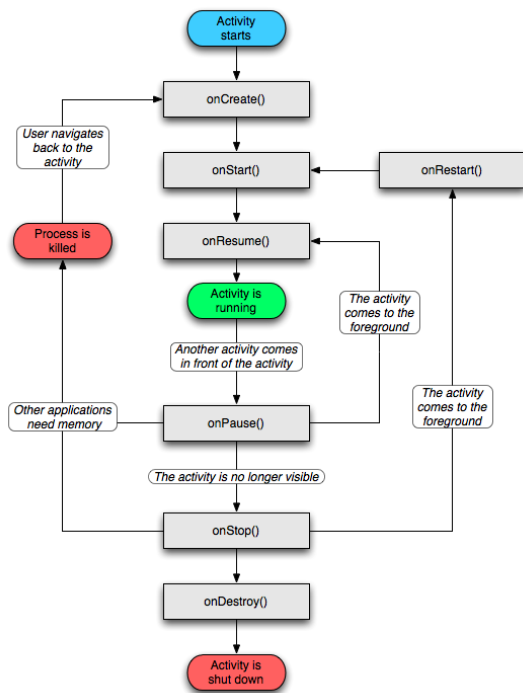 Activity
starts
onCreate()
User navigates
back to the
activity
onStart()
onRestart()
Process is
killed
onResume()
Activity is
running
The activity
comes to the
foreground
Another activity comes
in front of the activity
The activity
comes to the
foreground
Other applications
need memory
onPause()
The activity is no longer visible
onStop()
onDestroy()
Activity is
shut down